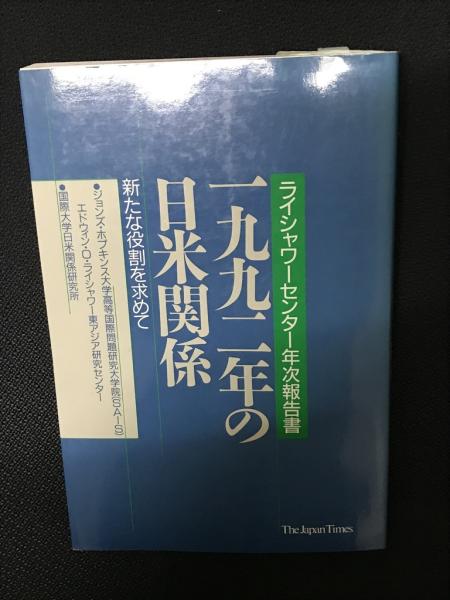 ライシャワーセンター年次報告書
一九九二年の
日米関係
新たな役割を求めて
●ジョンズ・ホプキンス大学高等国際問題研究大学院(SAIS)
エドウィン・O・ライシャワー東アジア研究センター
●国際大学日米関係研究所
The Japan Times